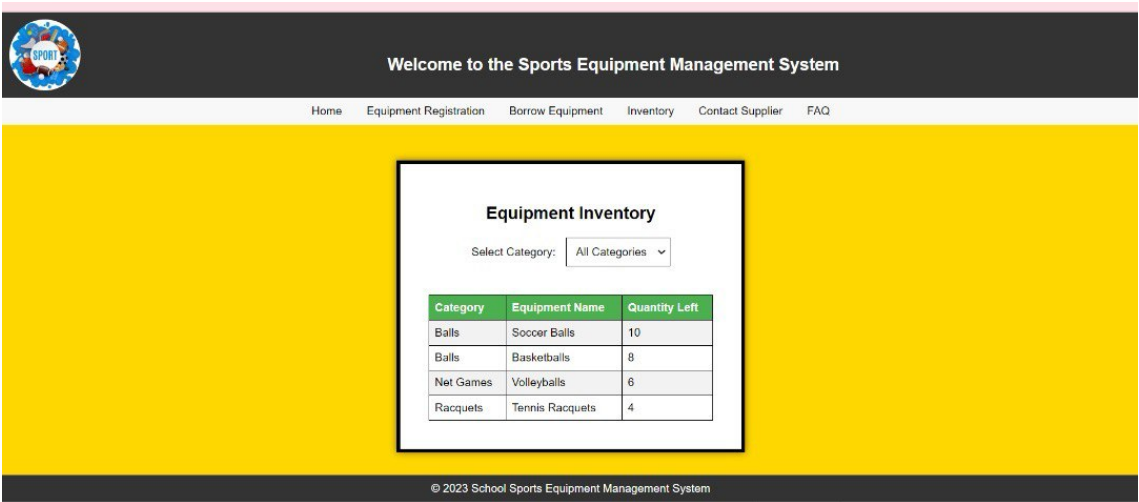 SPORT
Welcome to the Sports Equipment Management System
Home Equipment Registration Borrow Equipment Inventory Contact Supplier FAQ
Equipment Inventory
Select Category: All Categories
Category Equipment Name Quantity Left
Balls Soccer Balls 10
Balls Basketballs 8
Net Games Volleyballs 6
Racquets Tennis Racquets 4
© 2023 School Sports Equipment Management System